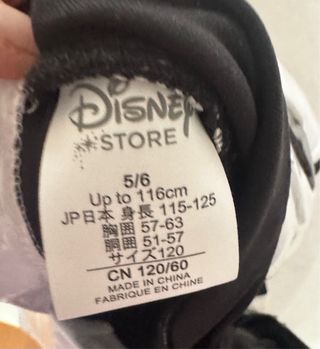 Disney
STORE
5/6
Up to 116cm
JP日本 身長 115-125
胸囲 57-63
胴囲 51-57
サイズ120
CN 120/60
MADE IN CHINA
FABRIQUE EN CHINE